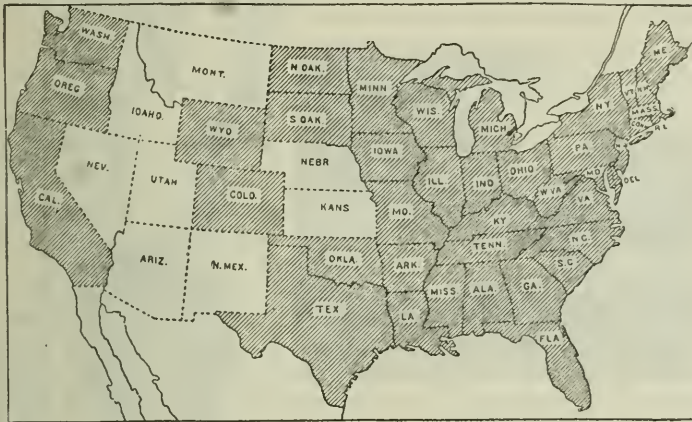 WASH.
OREG
CAL.
NEV.
IDAHO.
MONT.
WYO
UTAH
COLO.
ARIZ.
N.MEX.
N.DAK.
S.DAK
NEBR
KANS
OKLA.
TEX
MINN
IOWA
MO.
ARK.
LA
WIS.
ILL.
MICH
IND
OHIO
KY
TENN.
MISS.
ALA.
GA.
FLA
S.C.
N.C.
VA
W.VA
MD
DEL
PA
N.J
N.Y
VT
N.H
ME.
MASS.
R.I.